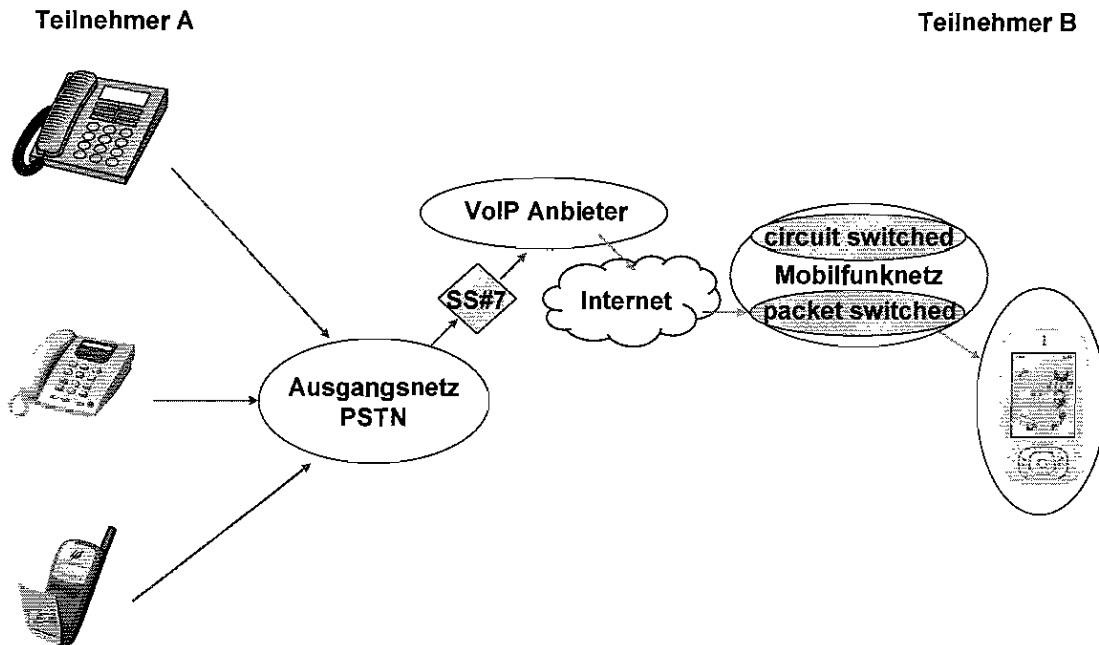 Teilnehmer A
Teilnehmer B
VoIP Anbieter
SS#7
Internet
circuit switched
Mobilfunknetz
packet switched
Ausgangsnetz
PSTN